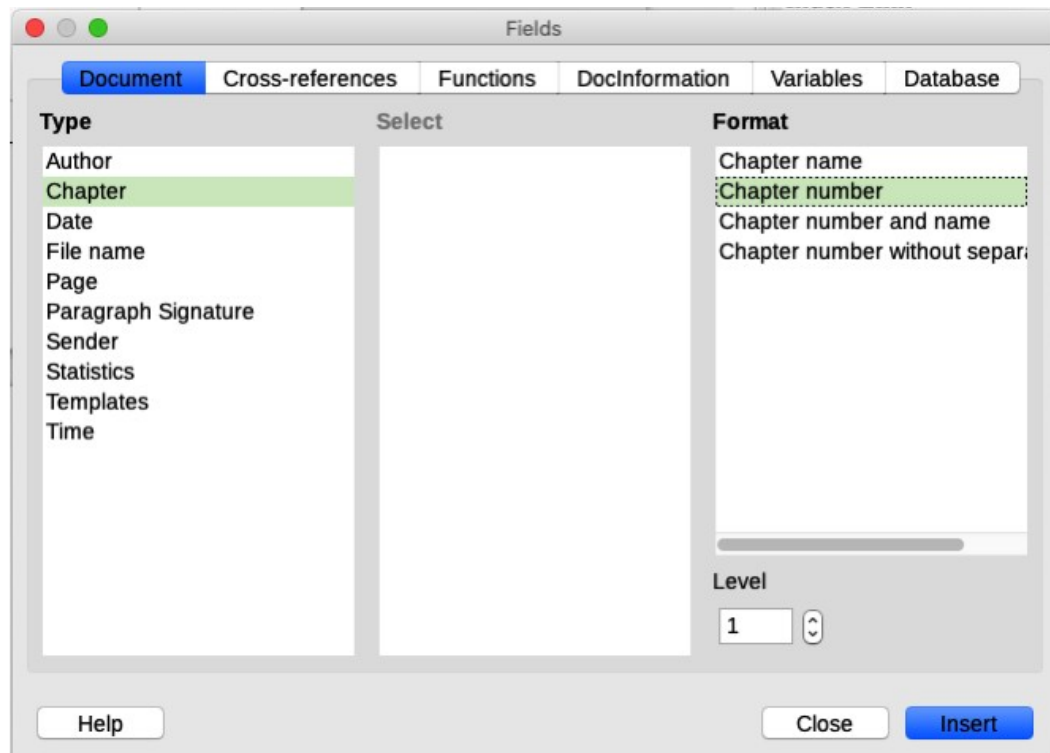 Fields
Document Cross-references Functions DocInformation Variables Database
Type
Select
Format
Author
Chapter
Date
File name
Page
Paragraph Signature
Sender
Statistics
Templates
Time
Chapter name
Chapter number
Chapter number and name
Chapter number without separa
Level
1
Help
Close
Insert